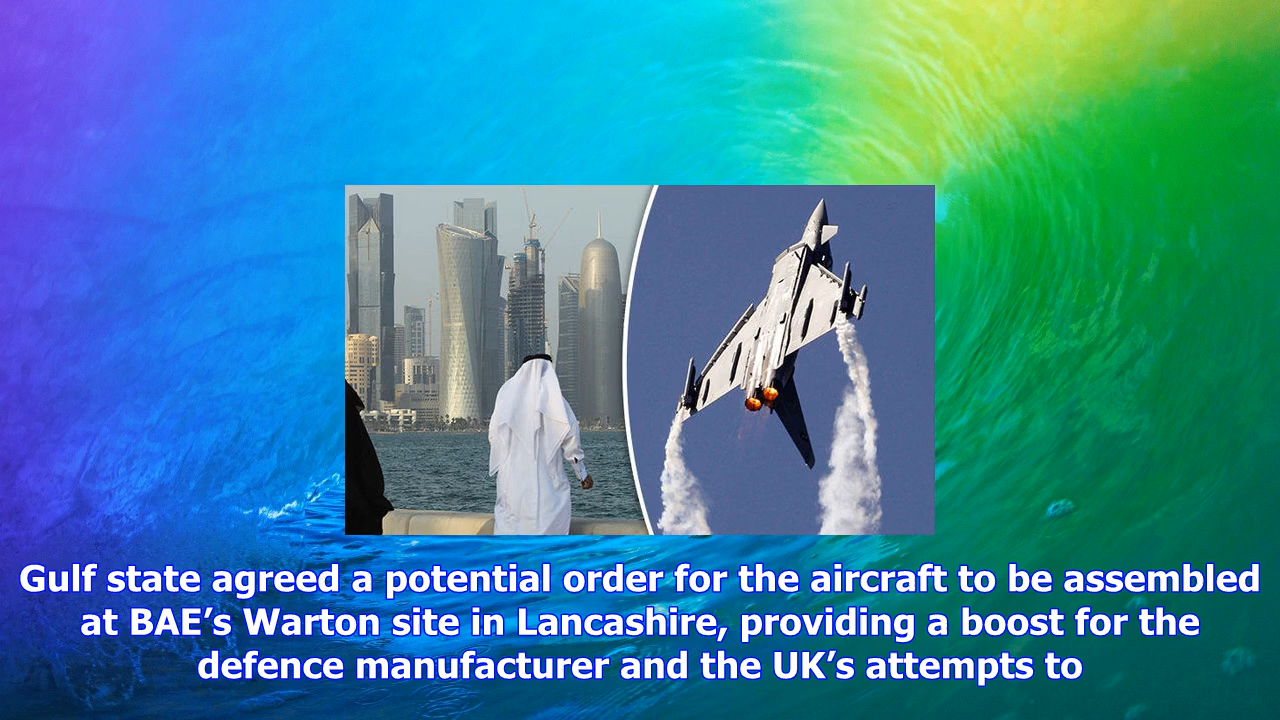 Gulf state agreed a potential order for the aircraft to be assembled
at BAE’s Warton site in Lancashire, providing a boost for the
defence manufacturer and the UK’s attempts to